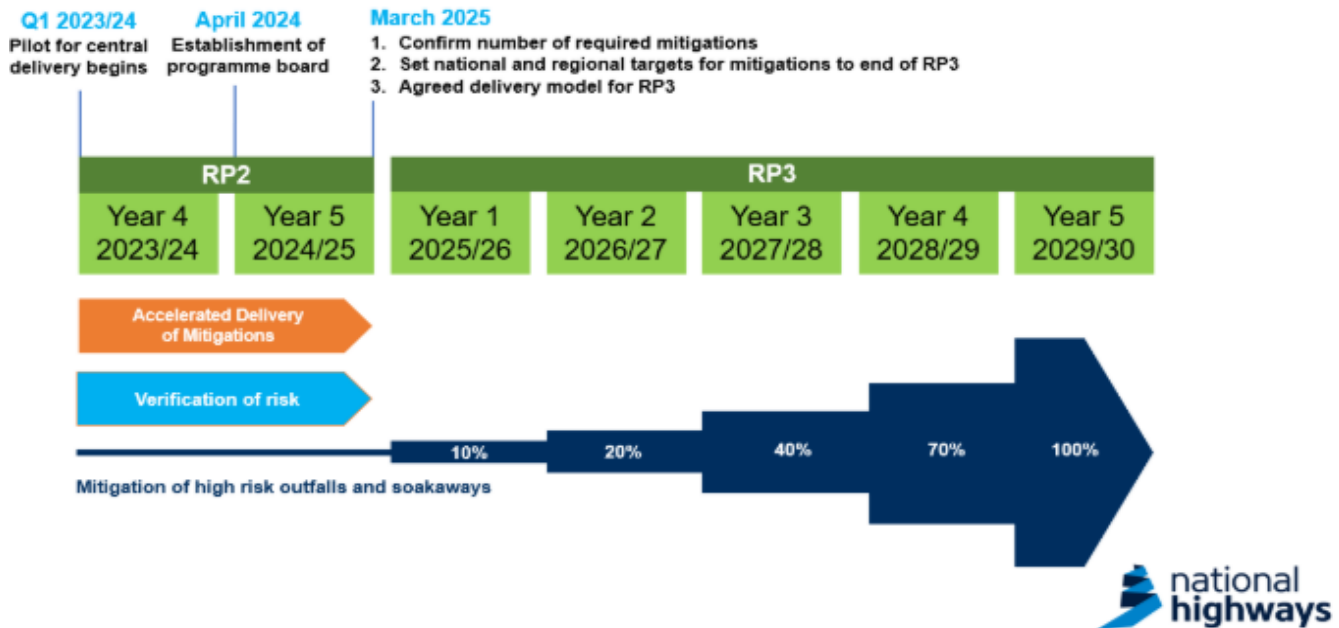 Q1 2023/24
Pilot for central
delivery begins
April 2024
Establishment of
programme board
March 2025
1. Confirm number of required mitigations
2. Set national and regional targets for mitigations to end of RP3
3. Agreed delivery model for RP3
RP2
RP3
Year 4
2023/24
Year 5
2024/25
Year 1
2025/26
Year 2
2026/27
Year 3
2027/28
Year 4
2028/29
Year 5
2029/30
Accelerated Delivery
of Mitigations
Verification of risk
10%
20%
40%
70%
100%
Mitigation of high risk outfalls and soakaways
national
highways